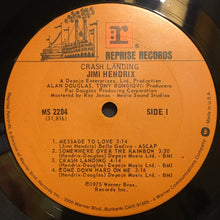 REPRISE RECORDS
CRASH LANDING
JIMI HENDRIX
A Dagaja Enterprises, Ltd. Production
ALAN DOUGLAS, TONY BONGIOVI: Producers
For Douglas Producing Corporation
Mastered by Ray Janos - Media Sound Studios
MS 2204
(31,816)
SIDE 1
1. MESSAGE TO LOVE 3:14
(Jimi Hendrix) Bella Godiva - ASCAP
2. SOMEWHERE OVER THE RAINBOW 3:30
(Hendrix-Douglas) Dagaja Music Ltd. - BMI
3. CRASH LANDING 4:14
(Hendrix-Douglas) Dagaja Music Ltd. - BMI
4. COME DOWN HARD ON ME 3:16
(Hendrix-Douglas) Dagaja Music Ltd. - BMI
℗1975 Warner Bros.
Records Inc.